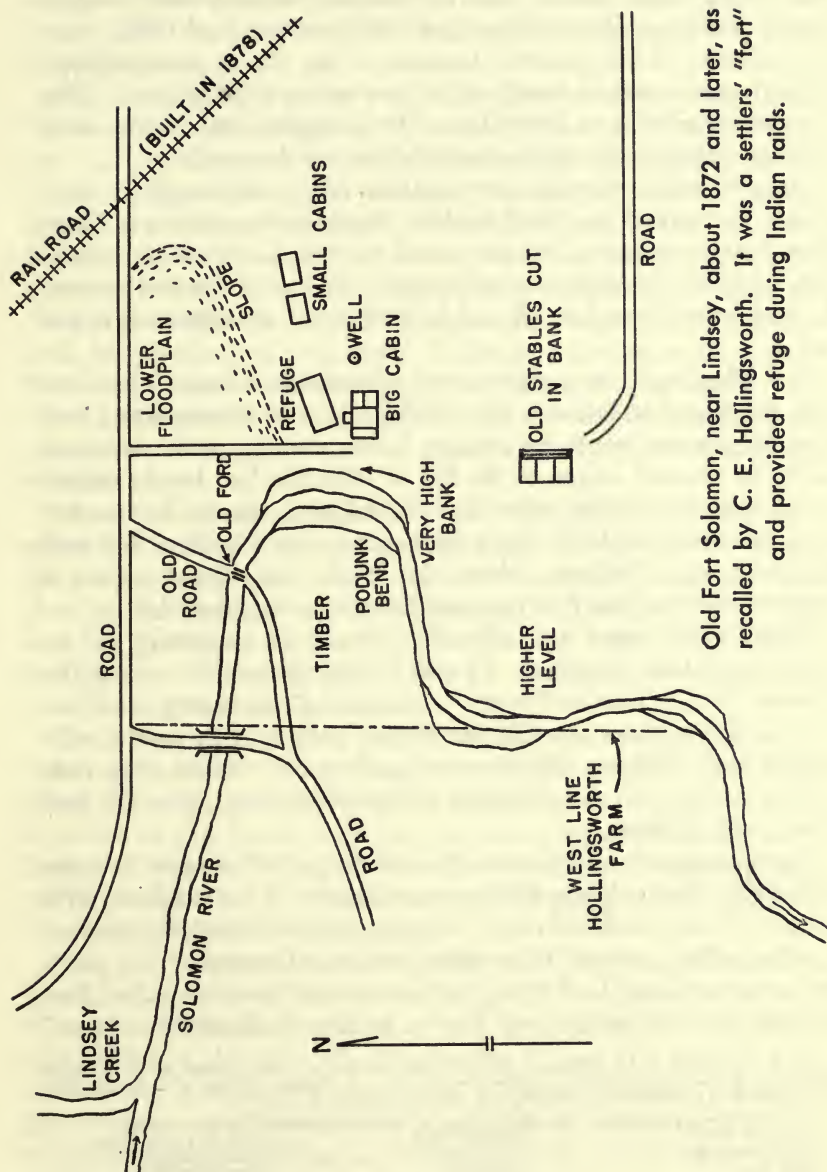 RAILROAD
(BUILT IN 1878)
ROAD
LOWER
FLOODPLAIN
SLOPE
REFUGE
SMALL CABINS
WELL
BIG CABIN
OLD
ROAD
OLD FORD
VERY HIGH
BANK
TIMBER
PODUNK
BEND
OLD STABLES CUT
IN BANK
ROAD
HIGHER
LEVEL
LINDSEY
CREEK
SOLOMON RIVER
ROAD
N
WEST LINE
HOLLINGSWORTH
FARM
Old Fort Solomon, near Lindsey, about 1872 and later, as
recalled by C. E. Hollingsworth. It was a settlers' "fort"
and provided refuge during Indian raids.